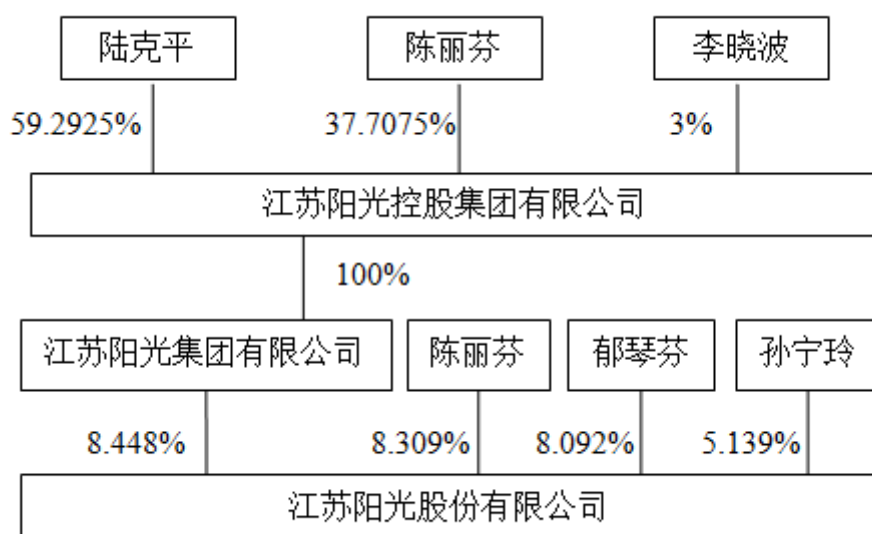 陆克平 陈丽芬 李晓波
59.2925% 37.7075% 3%
江苏阳光控股集团有限公司
100%
江苏阳光集团有限公司 陈丽芬 郁琴芬 孙宁玲
8.448% 8.309% 8.092% 5.139%
江苏阳光股份有限公司